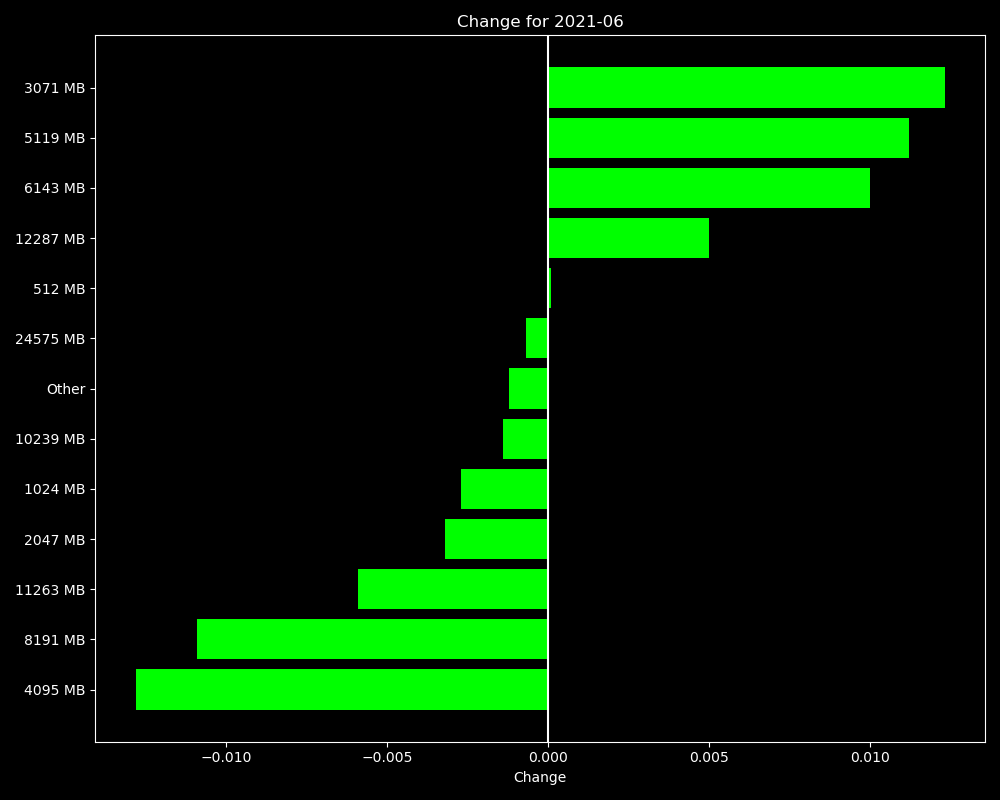 Change for 2021-06
3071 MB
5119 MB
6143 MB
12287 MB
512 MB
24575 MB
Other
10239 MB
1024 MB
2047 MB
11263 MB
8191 MB
4095 MB
−0.010 −0.005 0.000 0.005 0.010
Change